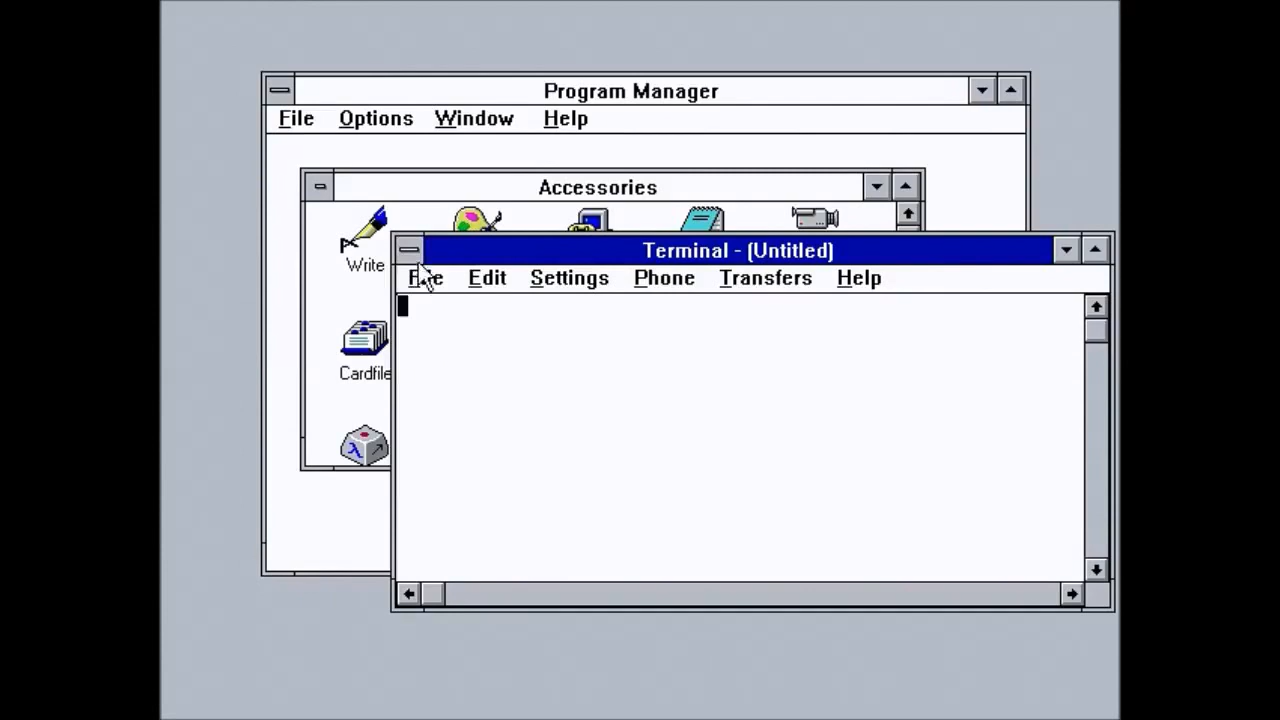 Program Manager
File Options Window Help
Accessories
Write
Terminal - (Untitled)
Edit Settings Phone Transfers Help
Cardfile